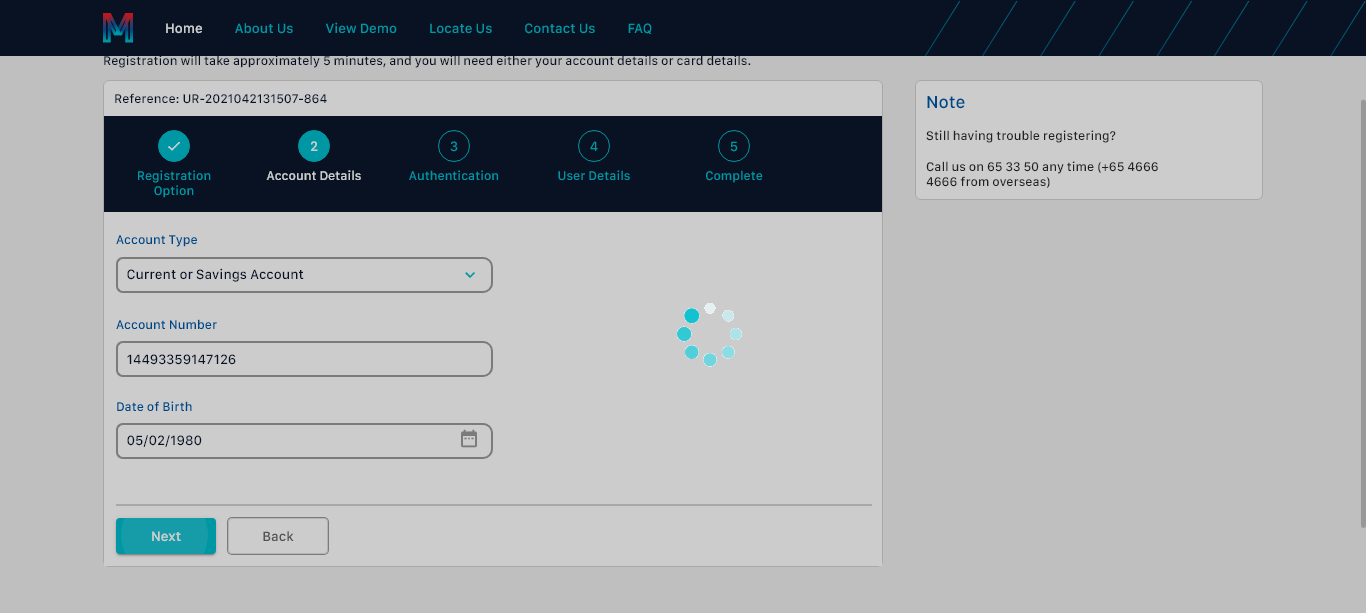 M
Home About Us View Demo Locate Us Contact Us FAQ
Registration will take approximately 5 minutes, and you will need either your account details or card details.
Reference: UR-2021042131507-864
2 3 4 5
Registration
Option
Account Details Authentication User Details Complete
Account Type
Current or Savings Account
Account Number
14493359147126
Date of Birth
05/02/1980
Next Back
Note
Still having trouble registering?
Call us on 65 33 50 any time (+65 4666
4666 from overseas)